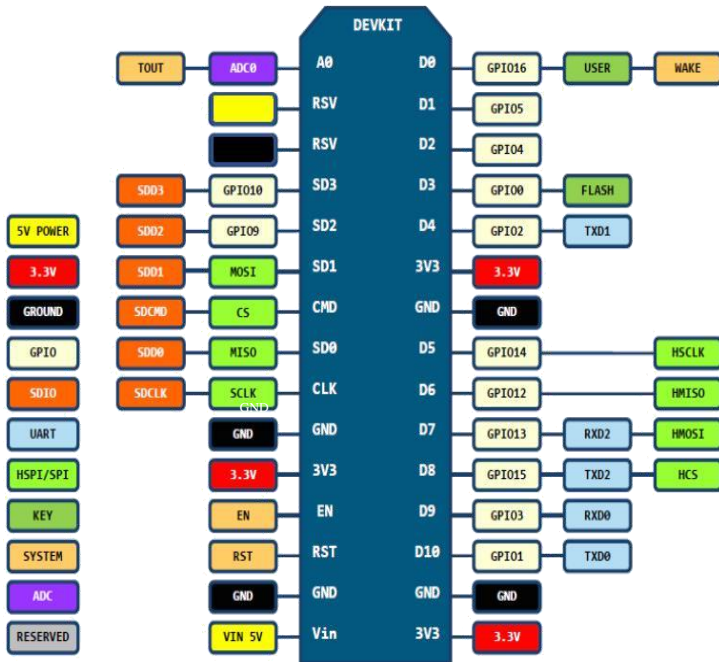 DEVKIT
TOUT ADC0 A0 D0 GPIO16 USER WAKE
RSV D1 GPIO5
RSV D2 GPIO4
SDD3 GPIO10 SD3 D3 GPIO0 FLASH
5V POWER SDD2 GPIO9 SD2 D4 GPIO2 TXD1
3.3V SDD1 MOSI SD1 3V3 3.3V
GROUND SDCMD CS CMD GND GND
GPIO SDD0 MISO SD0 D5 GPIO14 HSCLK
SDIO SDCLK SCLK CLK D6 GPIO12 HMISO
GND
UART GND GND D7 GPIO13 RXD2 HMOSI
HSPI/SPI 3.3V 3V3 D8 GPIO15 TXD2 HCS
KEY EN EN D9 GPIO3 RXD0
SYSTEM RST RST D10 GPIO1 TXD0
ADC GND GND GND GND
RESERVED VIN 5V Vin 3V3 3.3V